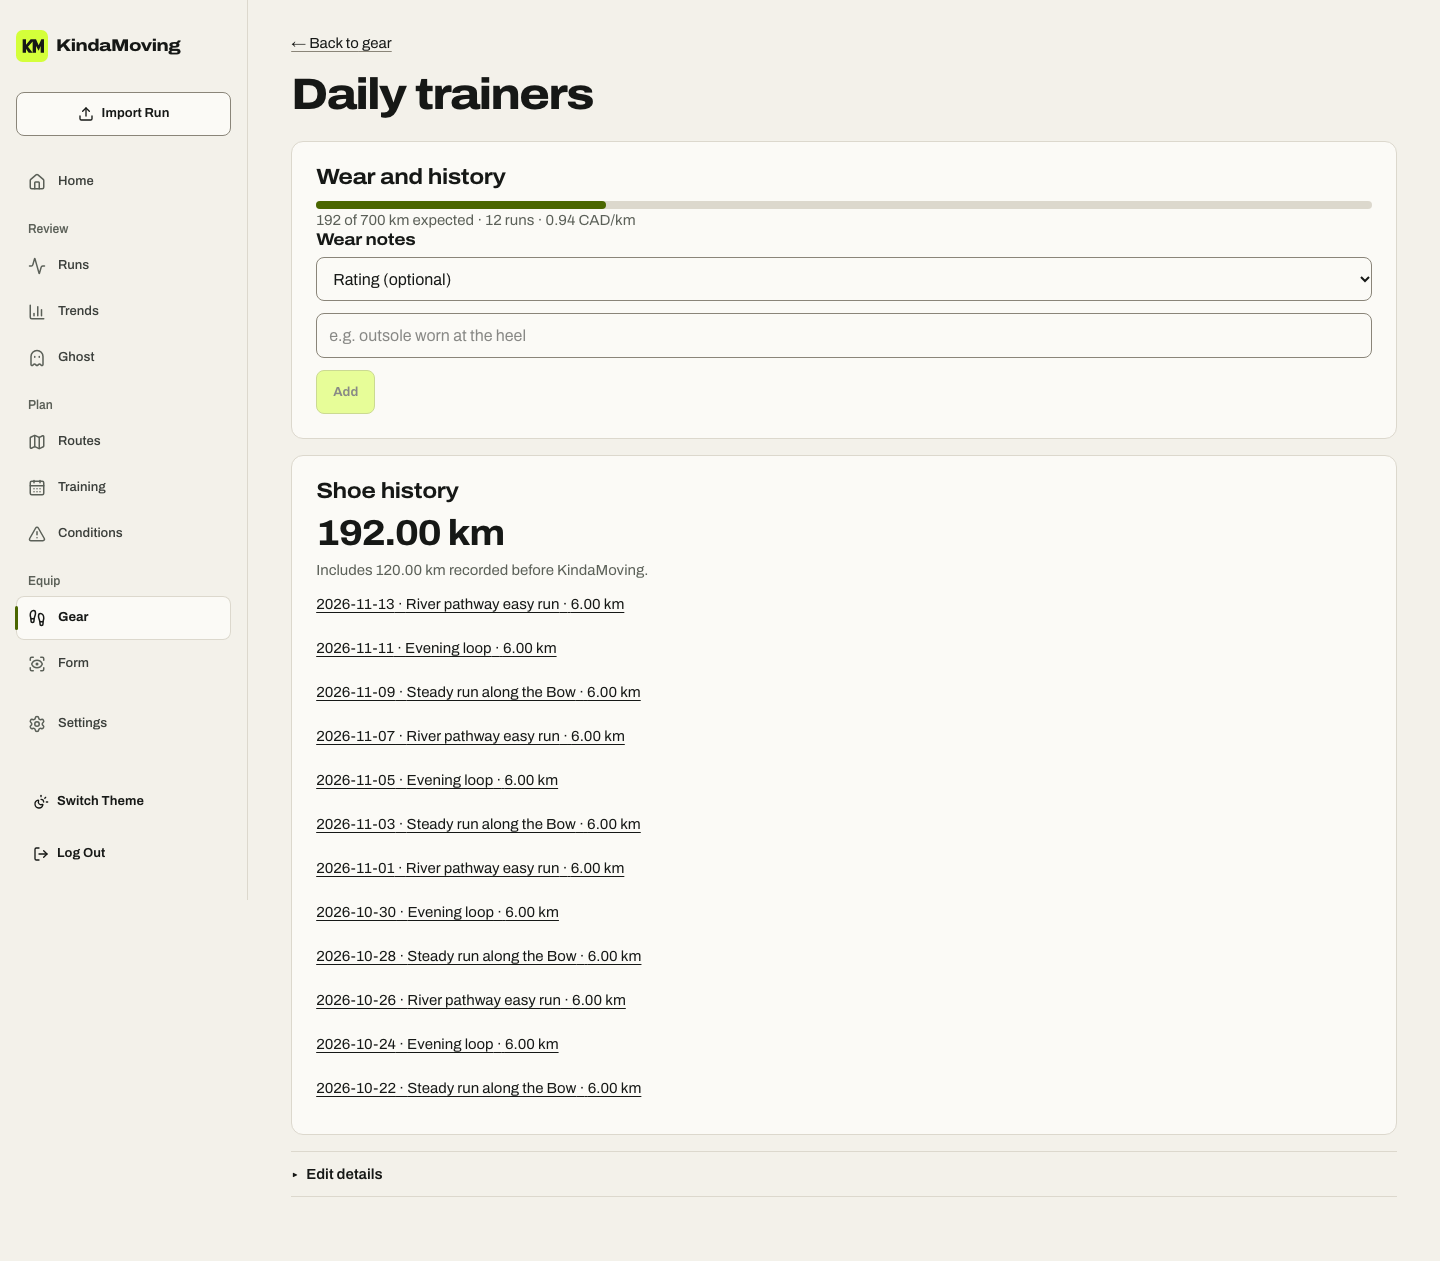 KM KindaMoving
Import Run
Home
Review
Runs
Trends
Ghost
Plan
Routes
Training
Conditions
Equip
Gear
Form
Settings
Switch Theme
Log Out
← Back to gear
Daily trainers
Wear and history
192 of 700 km expected · 12 runs · 0.94 CAD/km
Wear notes
Rating (optional)
e.g. outsole worn at the heel
Add
Shoe history
192.00 km
Includes 120.00 km recorded before KindaMoving.
2026-11-13 · River pathway easy run · 6.00 km
2026-11-11 · Evening loop · 6.00 km
2026-11-09 · Steady run along the Bow · 6.00 km
2026-11-07 · River pathway easy run · 6.00 km
2026-11-05 · Evening loop · 6.00 km
2026-11-03 · Steady run along the Bow · 6.00 km
2026-11-01 · River pathway easy run · 6.00 km
2026-10-30 · Evening loop · 6.00 km
2026-10-28 · Steady run along the Bow · 6.00 km
2026-10-26 · River pathway easy run · 6.00 km
2026-10-24 · Evening loop · 6.00 km
2026-10-22 · Steady run along the Bow · 6.00 km
Edit details